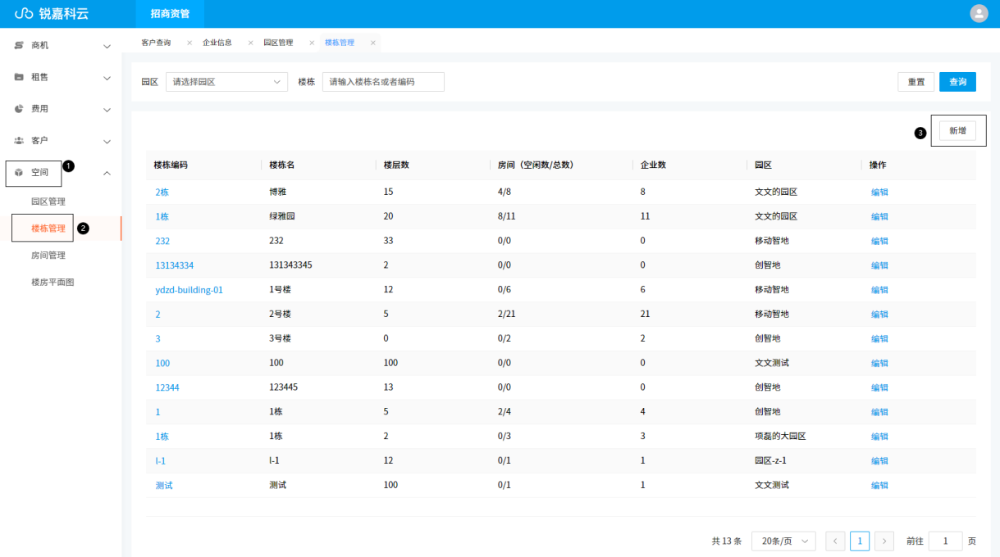 锐嘉科云 招商资管
商机
租售
费用
客户
空间 1
园区管理
楼栋管理 2
房间管理
楼房平面图
客户查询 × 企业信息 × 园区管理 × 楼栋管理 ×
园区 请选择园区 楼栋 请输入楼栋名或者编码 重置 查询
3 新增
楼栋编码 楼栋名 楼层数 房间（空闲数/总数） 企业数 园区 操作
2栋 博雅 15 4/8 8 文文的园区 编辑
1栋 绿雅园 20 8/11 11 文文的园区 编辑
232 232 33 0/0 0 移动智地 编辑
13134334 131343345 2 0/0 0 创智地 编辑
ydzd-building-01 1号楼 12 0/6 6 移动智地 编辑
2 2号楼 5 2/21 21 移动智地 编辑
3 3号楼 0 0/2 2 创智地 编辑
100 100 100 0/0 0 文文测试 编辑
12344 123445 13 0/0 0 创智地 编辑
1 1栋 5 2/4 4 创智地 编辑
1栋 1栋 2 0/3 3 项磊的大园区 编辑
l-1 l-1 12 0/1 1 园区-z-1 编辑
测试 测试 100 0/1 1 文文测试 编辑
共 13 条 20条/页 < 1 > 前往 1 页